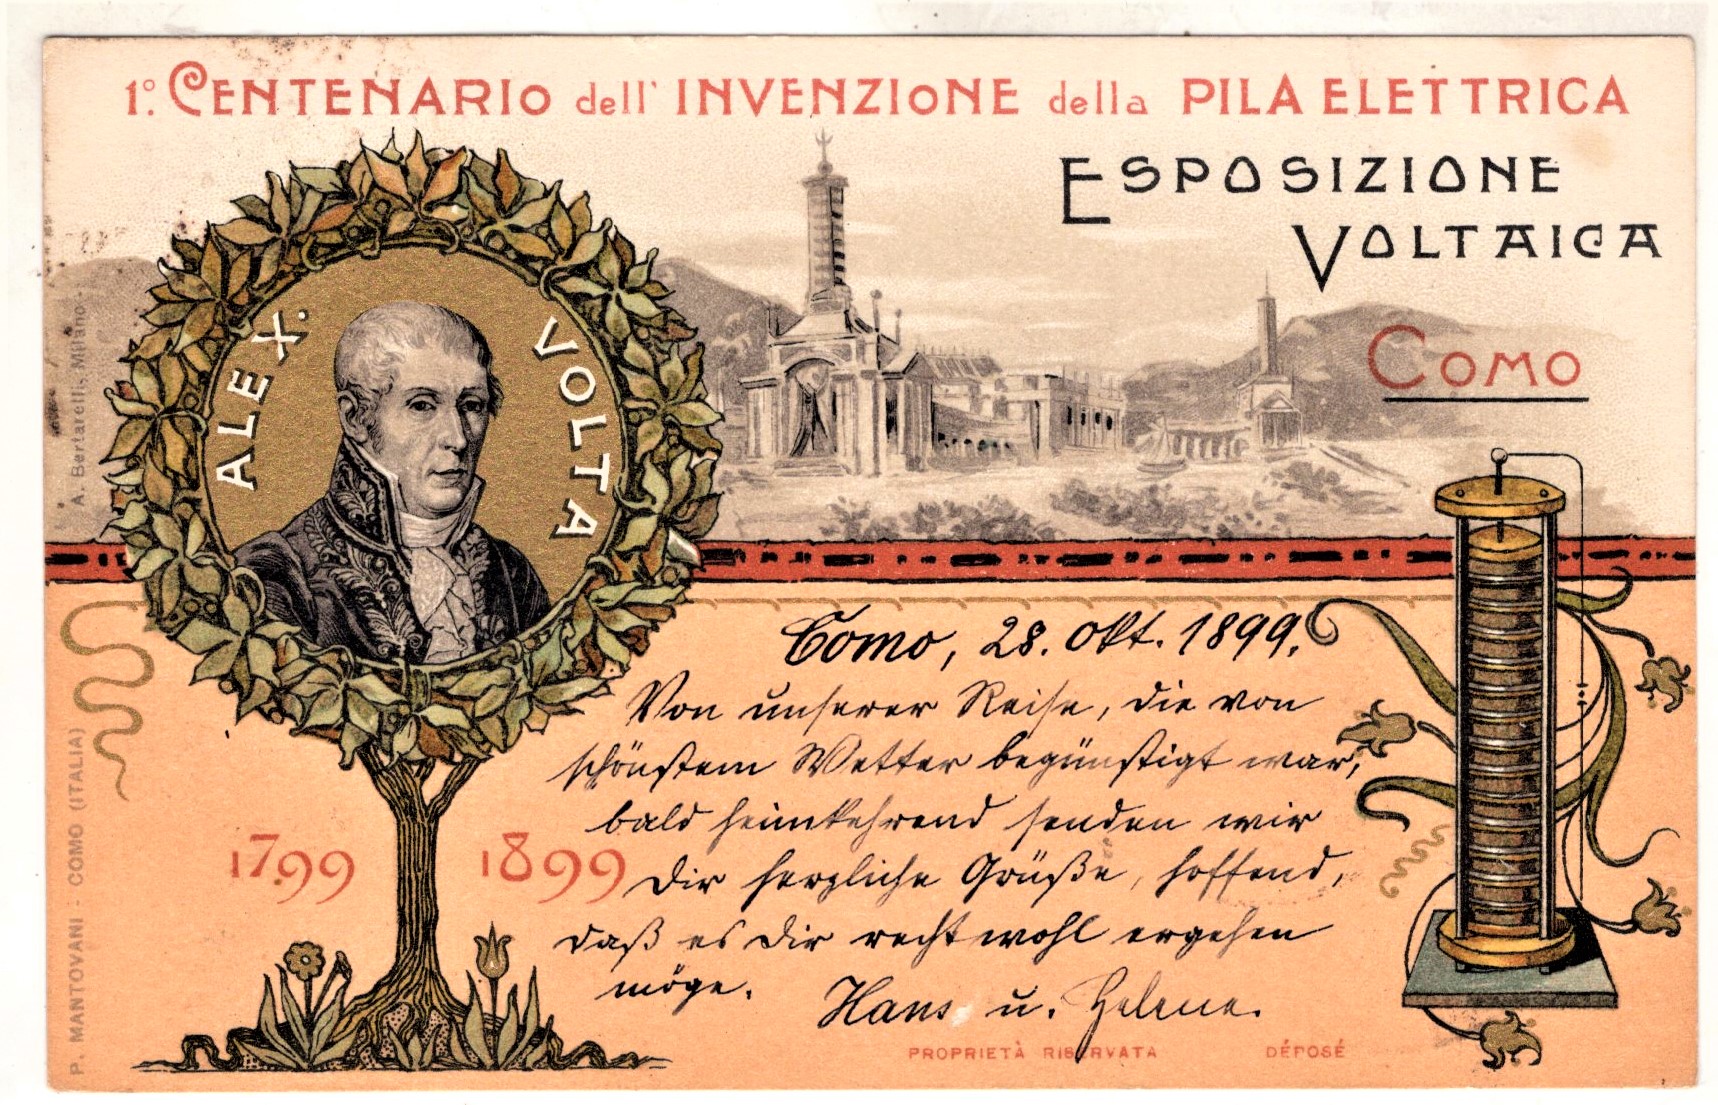 1º. CENTENARIO dell' INVENZIONE della PILA ELETTRICA
ESPOSIZIONE
VOLTAICA
COMO
ALEX. VOLTA
A. Bertarelli, Milano.
Como, 28. Okt. 1899.
Von unserer Reise, die von
schönstem Wetter begünstigt war,
bald heimkehrend senden wir
1799 1899
Dir herzliche Grüße, hoffend,
daß es Dir recht wohl ergehen
möge.
Hans u. Helene.
P. MANTOVANI - COMO (ITALIA)
PROPRIETÀ RISERVATA
DÉPOSÉ